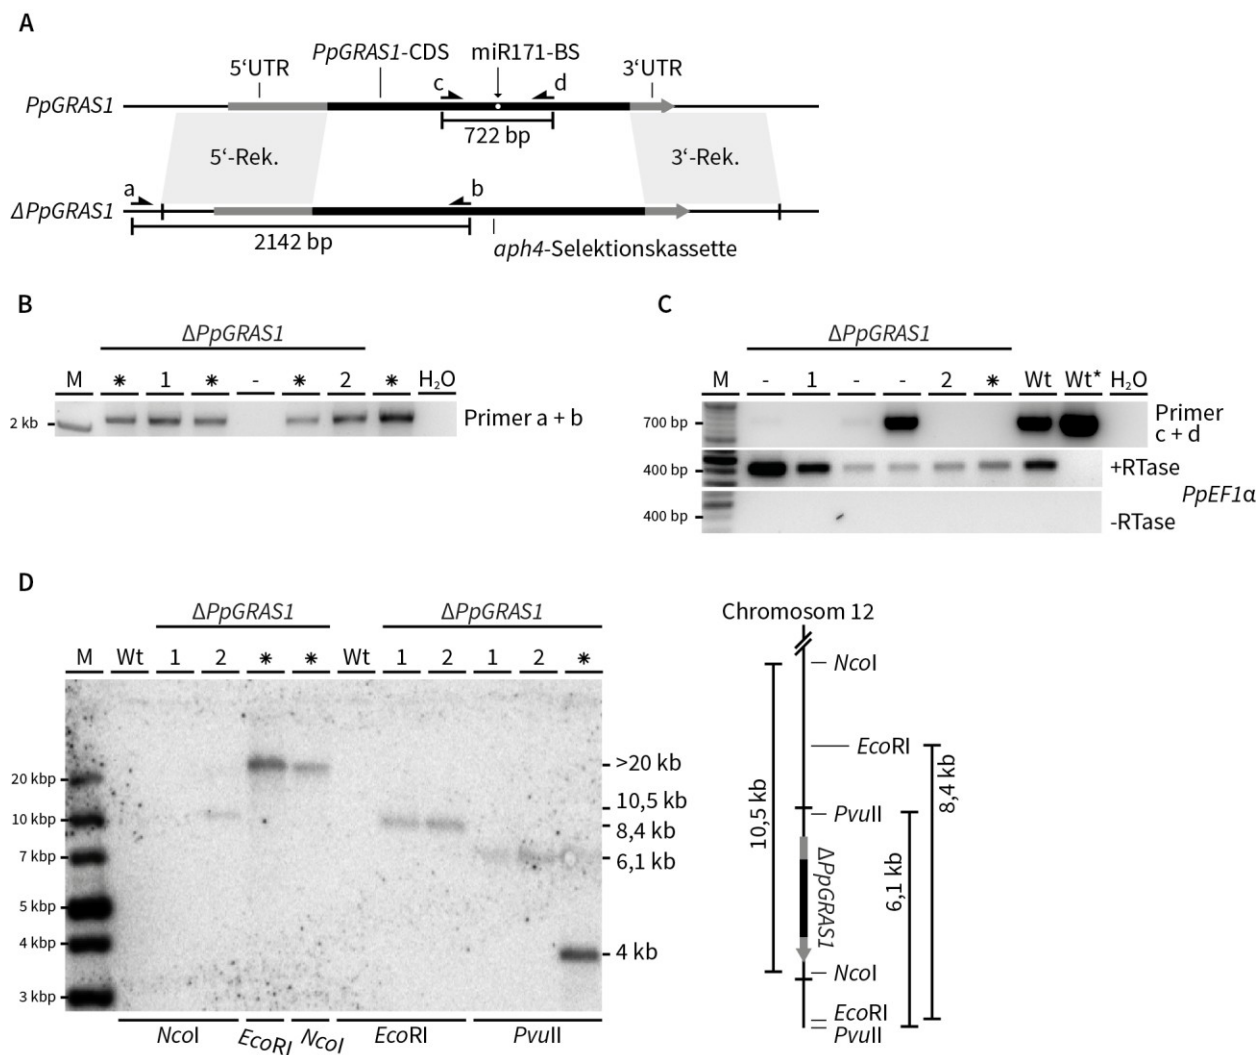 A
PpGRAS1-CDS miR171-BS
5‘UTR c d 3‘UTR
PpGRAS1
722 bp
5‘-Rek. 3‘-Rek.
a b
ΔPpGRAS1
2142 bp
aph4-Selektionskassette
B
ΔPpGRAS1
M * 1 * - * 2 * H₂O
2 kb Primer a + b
C
ΔPpGRAS1
M - 1 - - 2 * Wt Wt* H₂O
700 bp Primer
c + d
400 bp +RTase
PpEF1α
400 bp -RTase
D
ΔPpGRAS1 ΔPpGRAS1
M Wt 1 2 * * Wt 1 2 1 2 *
20 kbp >20 kb
10,5 kb
10 kbp 8,4 kb
7 kbp 6,1 kb
5 kbp
4 kbp 4 kb
3 kbp
NcoI EcoRI NcoI EcoRI PvuII
Chromosom 12
NcoI
EcoRI
PvuII
10,5 kb
ΔPpGRAS1
6,1 kb
8,4 kb
NcoI
EcoRI
PvuII